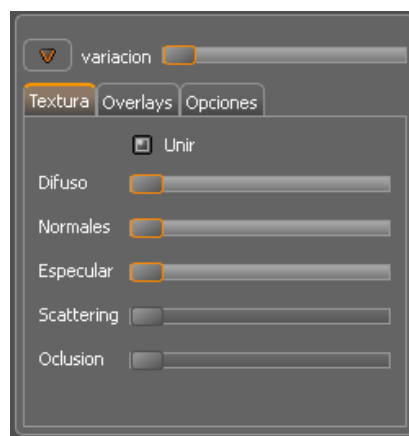 variacion
Textura Overlays Opciones
Unir
Difuso
Normales
Especular
Scattering
Oclusion